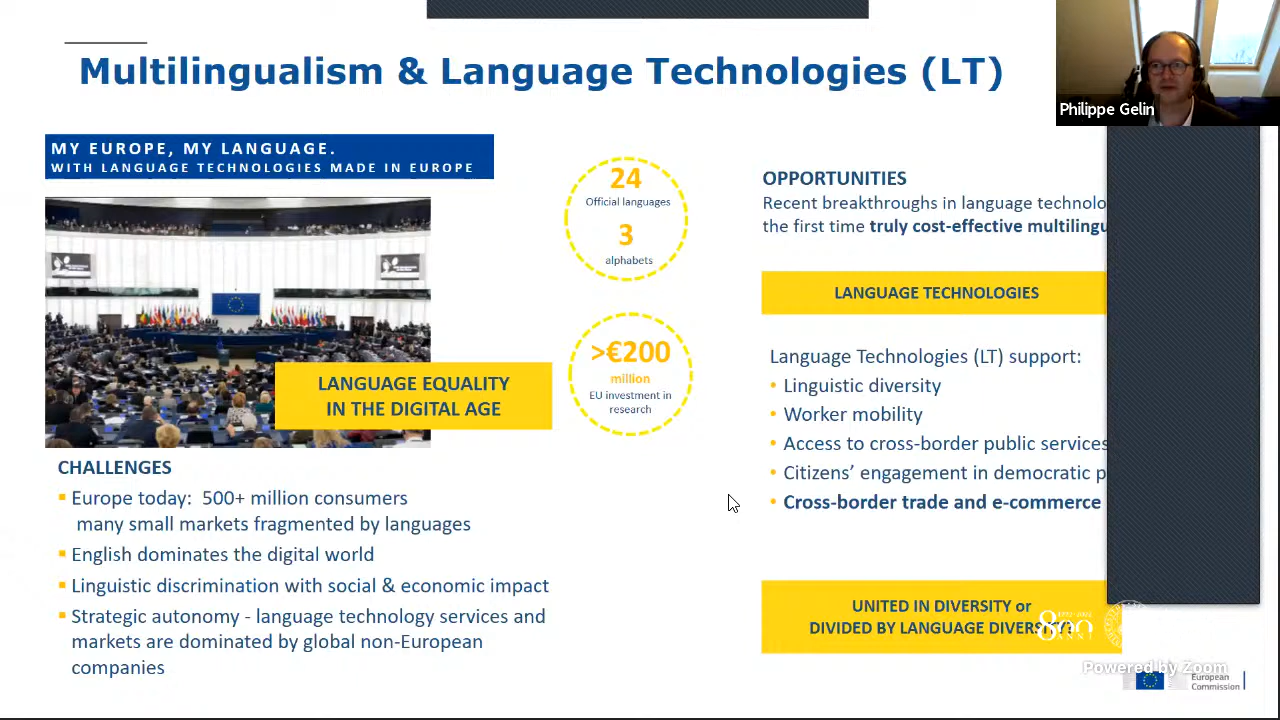 Multilingualism & Language Technologies (LT)
Philippe Gelin
MY EUROPE, MY LANGUAGE.
WITH LANGUAGE TECHNOLOGIES MADE IN EUROPE
LANGUAGE EQUALITY
IN THE DIGITAL AGE
CHALLENGES
Europe today: 500+ million consumers
many small markets fragmented by languages
English dominates the digital world
Linguistic discrimination with social & economic impact
Strategic autonomy - language technology services and
markets are dominated by global non-European
companies
24
Official languages
3
alphabets
>€200
million
EU investment in
research
OPPORTUNITIES
Recent breakthroughs in language technolo
the first time truly cost-effective multilingu
LANGUAGE TECHNOLOGIES
Language Technologies (LT) support:
• Linguistic diversity
• Worker mobility
• Access to cross-border public services
• Citizens’ engagement in democratic p
• Cross-border trade and e-commerce
UNITED IN DIVERSITY or
DIVIDED BY LANGUAGE DIVERSITY?
800
ANNI
Powered by Zoom
European
Commission